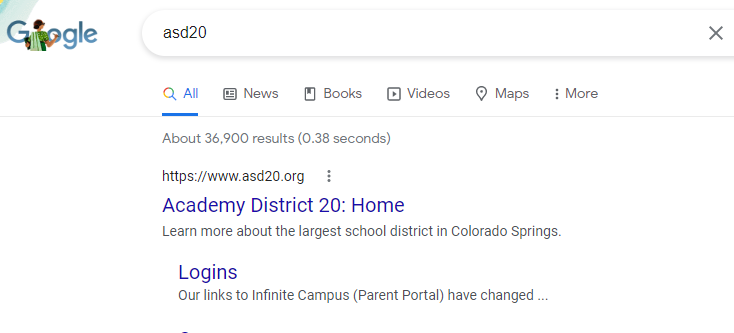 Google
asd20
All News Books Videos Maps More
About 36,900 results (0.38 seconds)
https://www.asd20.org
Academy District 20: Home
Learn more about the largest school district in Colorado Springs.
Logins
Our links to Infinite Campus (Parent Portal) have changed ...